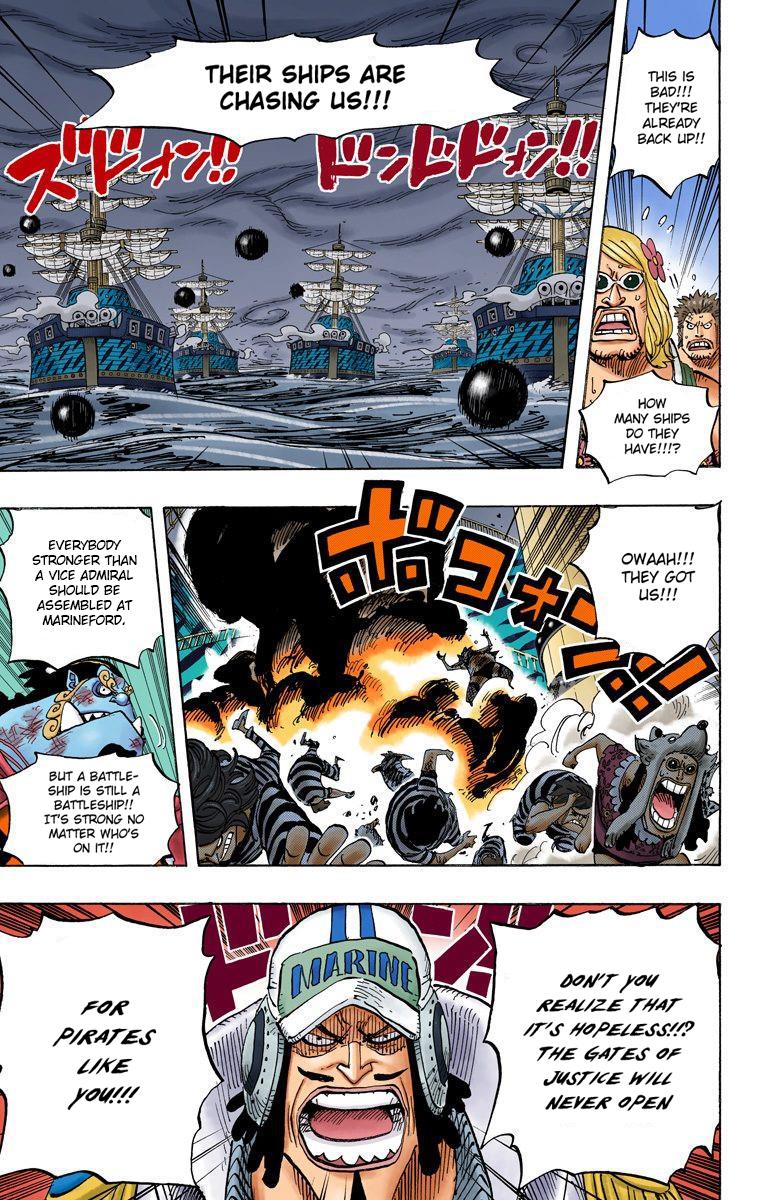 THIS IS
BAD!!!
THEY'RE
ALREADY
BACK UP!!
HOW
MANY SHIPS
DO THEY
HAVE!!!?
THEIR SHIPS ARE
CHASING US!!!
ドンドドォン!!
ズドォン!!
OWAAH!!!
THEY GOT
US!!!
ボコォォン!!
EVERYBODY
STRONGER THAN
A VICE ADMIRAL
SHOULD BE
ASSEMBLED AT
MARINEFORD.
BUT A BATTLE-
SHIP IS STILL A
BATTLESHIP!!
IT'S STRONG NO
MATTER WHO'S
ON IT!!
DON'T YOU
REALIZE THAT
IT'S HOPELESS!!?
THE GATES OF
JUSTICE WILL
NEVER OPEN
MARINE
FOR
PIRATES
LIKE
YOU!!!